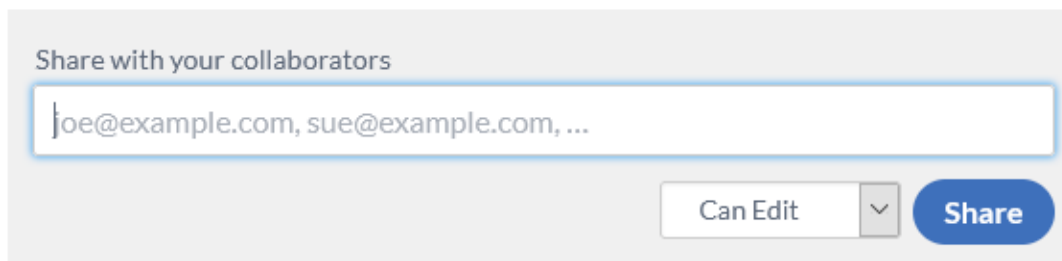 Share with your collaborators
joe@example.com, sue@example.com, ...
Can Edit
Share